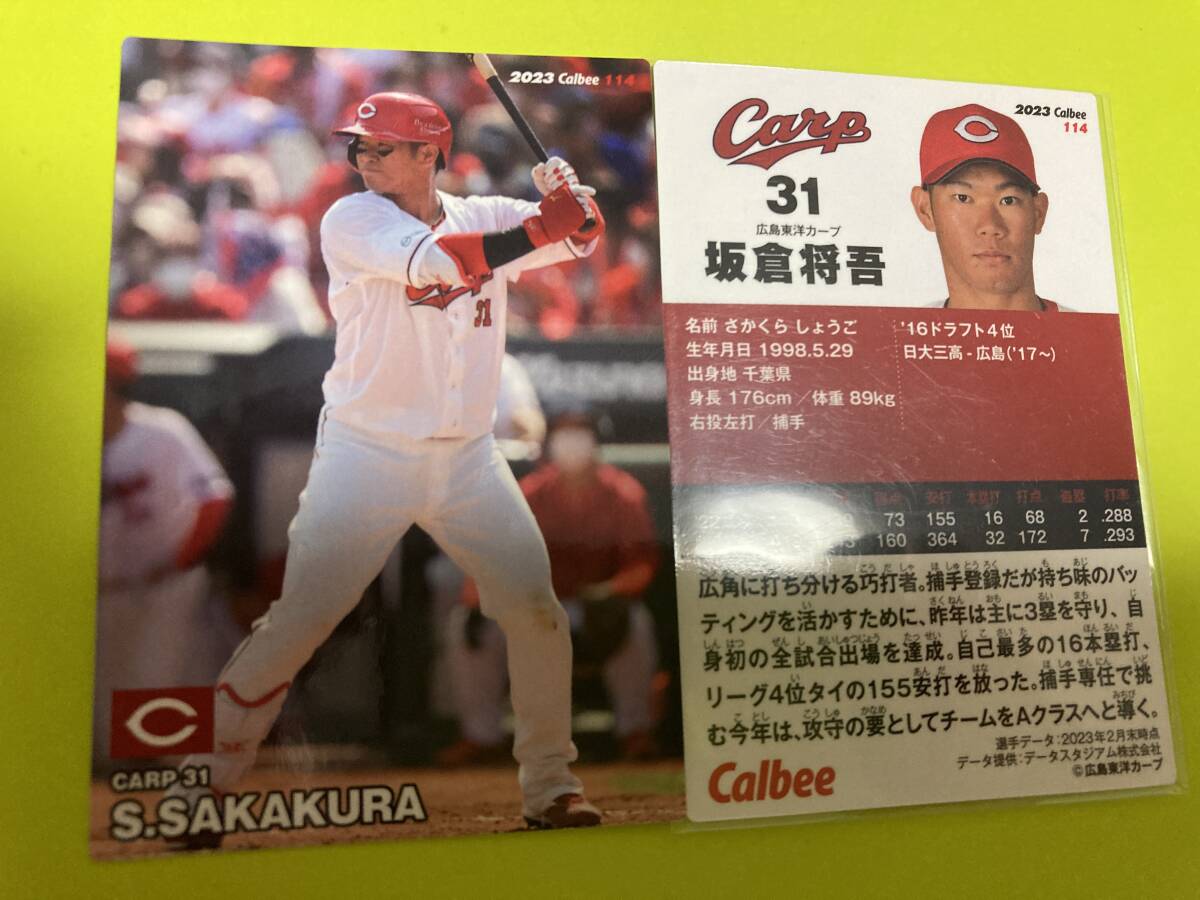 2023 Calbee 114
Carp
31
CARP 31
S.SAKAKURA
Carp
2023 Calbee
114
31
広島東洋カープ
坂倉将吾
名前 さかくら しょうご
生年月日 1998.5.29
出身地 千葉県
身長 176cm/体重 89kg
右投左打/捕手
'16ドラフト4位
日大三高-広島('17〜)
得点 安打 本塁打 打点 盗塁 打率
73 155 16 68 2 .288
160 364 32 172 7 .293
広角に打ち分ける巧打者。捕手登録だが持ち味のバッ
ティングを活かすために、昨年は主に3塁を守り、自
身初の全試合出場を達成。自己最多の16本塁打、
リーグ4位タイの155安打を放った。捕手専任で挑
む今年は、攻守の要としてチームをAクラスへと導く。
選手データ:2023年2月末時点
データ提供:データスタジアム株式会社
©広島東洋カープ
Calbee